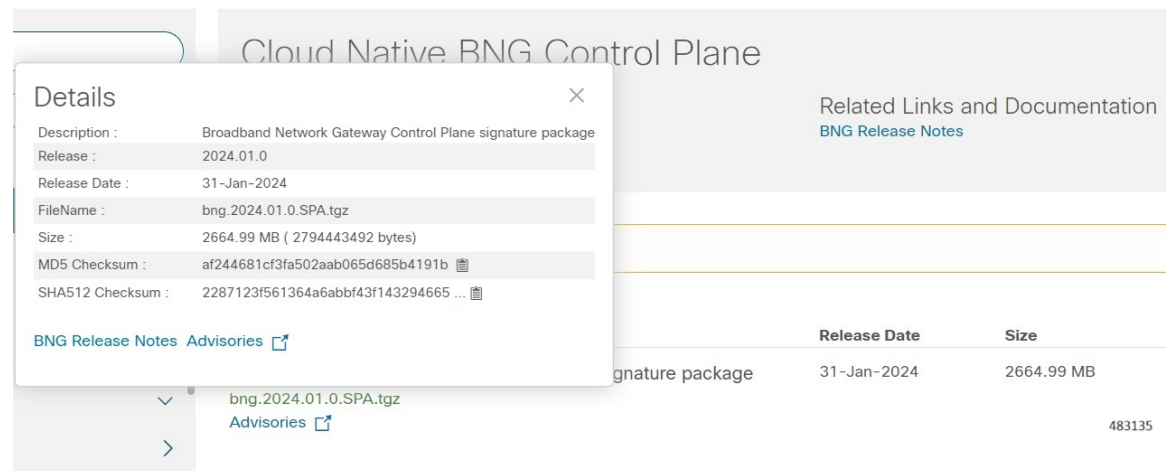 Cloud Native BNG Control Plane
Details
Related Links and Documentation
BNG Release Notes
Description : Broadband Network Gateway Control Plane signature package
Release : 2024.01.0
Release Date : 31-Jan-2024
FileName : bng.2024.01.0.SPA.tgz
Size : 2664.99 MB ( 2794443492 bytes)
MD5 Checksum : af244681cf3fa502aab065d685b4191b
SHA512 Checksum : 2287123f561364a6abbf43f143294665 ...
BNG Release Notes Advisories
Release Date Size
gnature package 31-Jan-2024 2664.99 MB
bng.2024.01.0.SPA.tgz
Advisories
483135